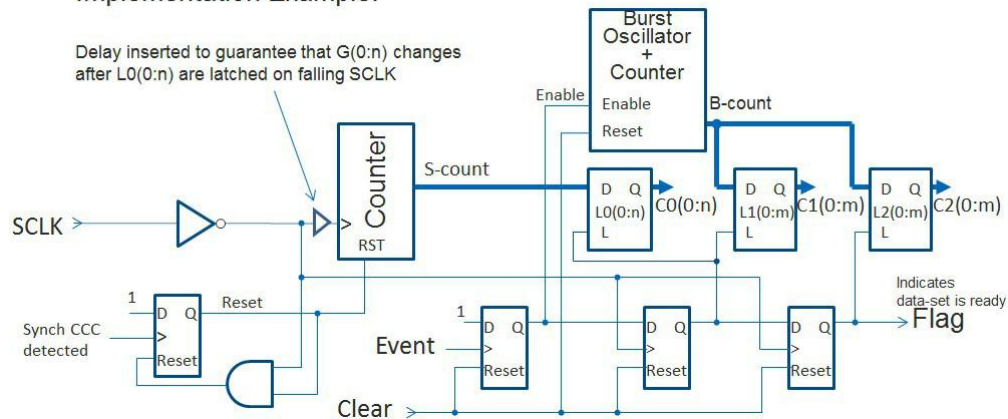 Implementation Example:
Delay inserted to guarantee that G(0:n) changes
after L0(0:n) are latched on falling SCLK
Burst
Oscillator
+
Counter
Enable
Enable
Reset
B-count
Counter
S-count
SCLK
>
RST
D Q
L0(0:n)
L
C0(0:n)
D Q
L1(0:m)
L
C1(0:m)
D Q
L2(0:m)
L
C2(0:m)
1
D Q
>
Reset
Reset
Synch CCC
detected
1
D Q
>
Reset
Event
D Q
>
Reset
D Q
>
Reset
Indicates
data-set is ready
Flag
Clear